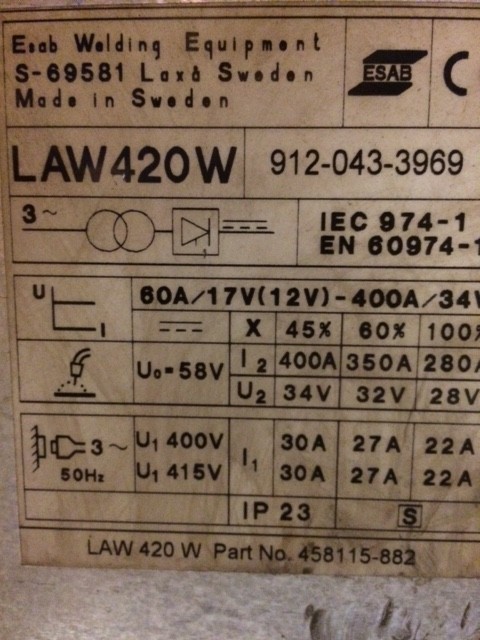 Esab Welding Equipment
S-69581 Laxå Sweden
Made in Sweden
ESAB
LAW420W 912-043-3969
3~
IEC 974-1
EN 60974-1
U I 60A/17V(12V)-400A/34V
X 45% 60% 100%
U₀=58V I₂ 400A 350A 280A
U₂ 34V 32V 28V
3~ 50Hz
U₁ 400V I₁ 30A 27A 22A
U₁ 415V 30A 27A 22A
IP 23 S
LAW 420 W Part No. 458115-882